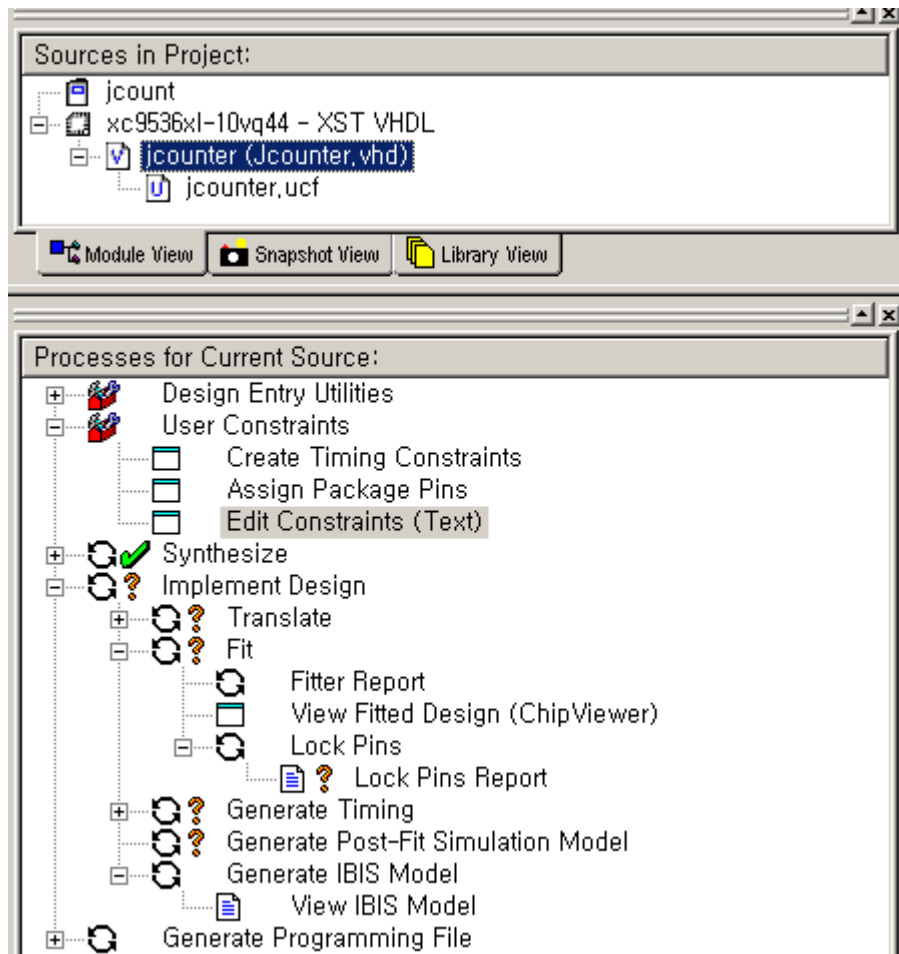 Sources in Project:
jcount
xc9536xl-10vq44 - XST VHDL
jcounter (Jcounter.vhd)
jcounter.ucf
Module View Snapshot View Library View
Processes for Current Source:
Design Entry Utilities
User Constraints
Create Timing Constraints
Assign Package Pins
Edit Constraints (Text)
Synthesize
Implement Design
Translate
Fit
Fitter Report
View Fitted Design (ChipViewer)
Lock Pins
Lock Pins Report
Generate Timing
Generate Post-Fit Simulation Model
Generate IBIS Model
View IBIS Model
Generate Programming File